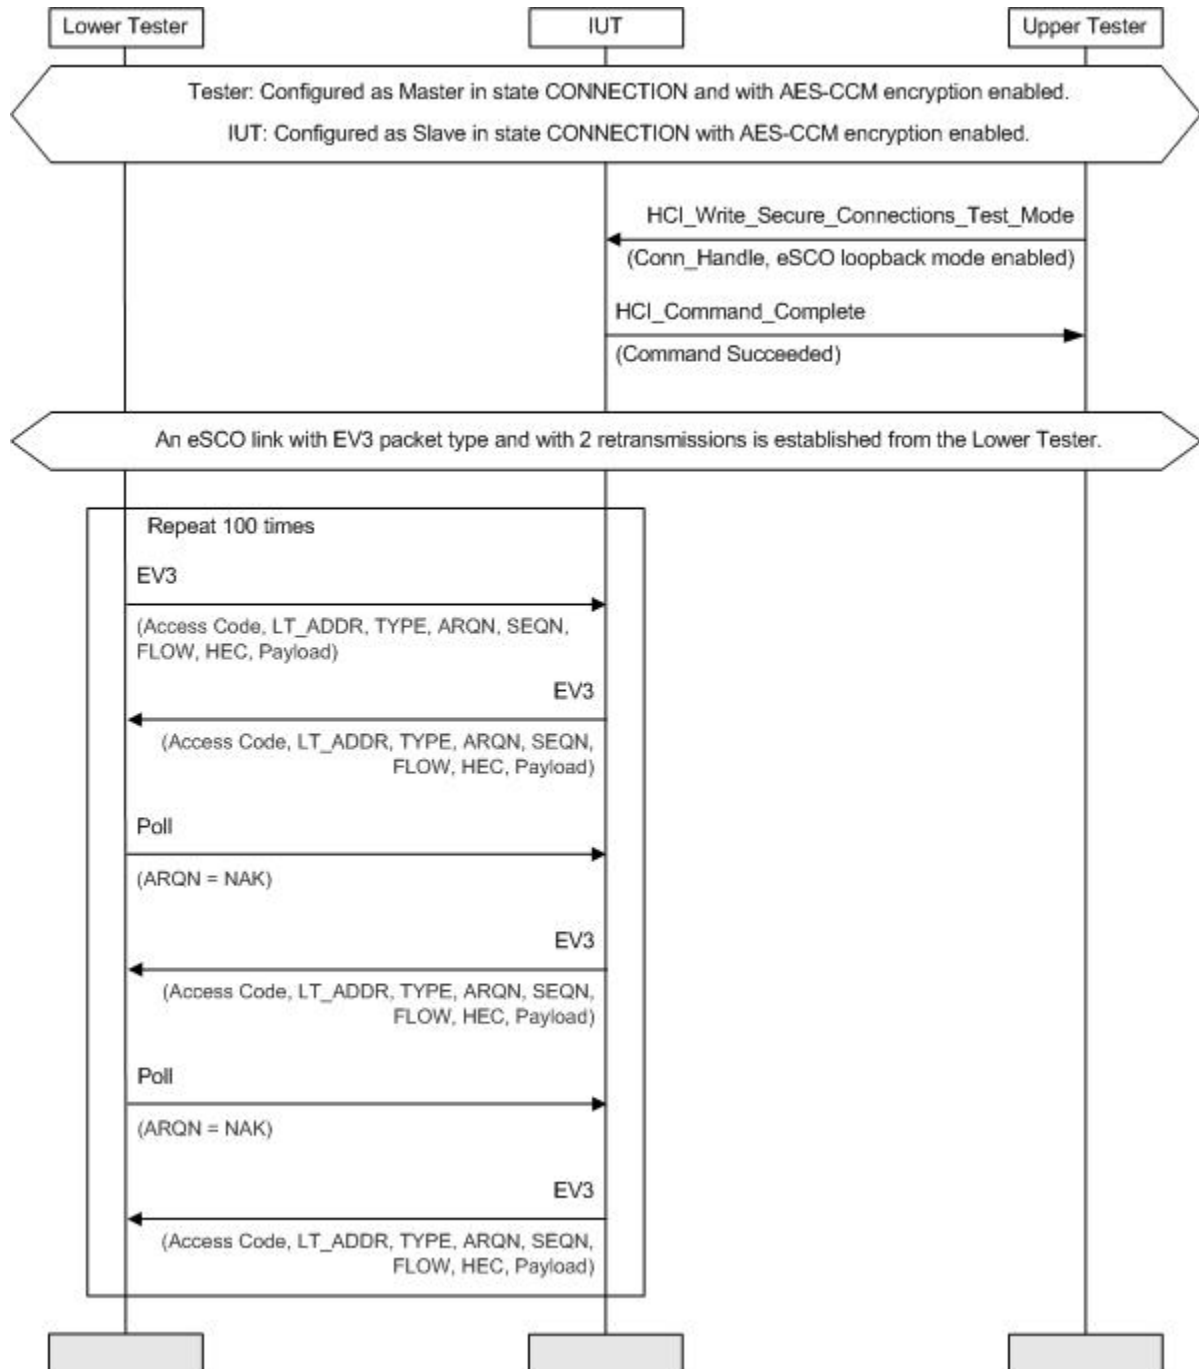 Lower Tester
IUT
Upper Tester
Tester: Configured as Master in state CONNECTION and with AES-CCM encryption enabled.
IUT: Configured as Slave in state CONNECTION with AES-CCM encryption enabled.
HCI_Write_Secure_Connections_Test_Mode
(Conn_Handle, eSCO loopback mode enabled)
HCI_Command_Complete
(Command Succeeded)
An eSCO link with EV3 packet type and with 2 retransmissions is established from the Lower Tester.
Repeat 100 times
EV3
(Access Code, LT_ADDR, TYPE, ARQN, SEQN,
FLOW, HEC, Payload)
EV3
(Access Code, LT_ADDR, TYPE, ARQN, SEQN,
FLOW, HEC, Payload)
Poll
(ARQN = NAK)
EV3
(Access Code, LT_ADDR, TYPE, ARQN, SEQN,
FLOW, HEC, Payload)
Poll
(ARQN = NAK)
EV3
(Access Code, LT_ADDR, TYPE, ARQN, SEQN,
FLOW, HEC, Payload)